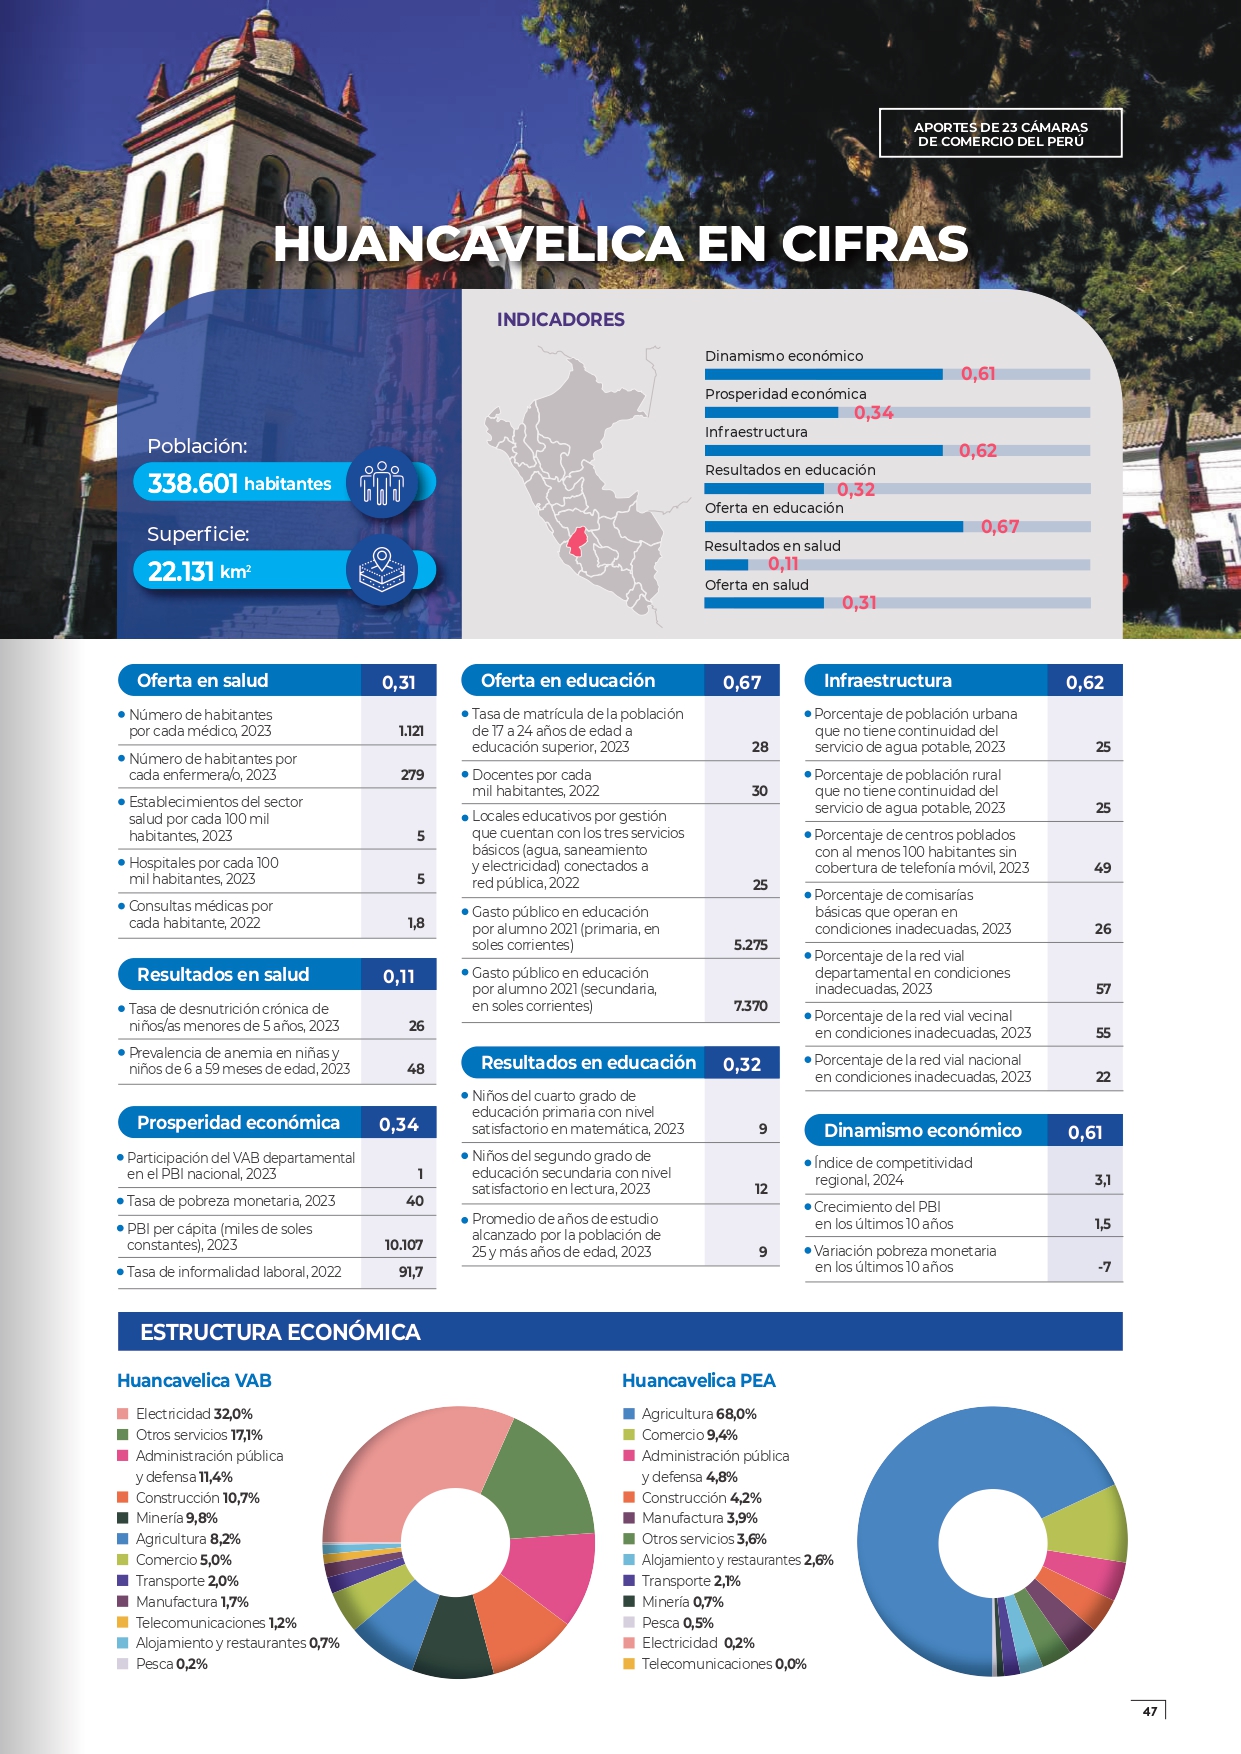 APORTES DE 23 CÁMARAS
DE COMERCIO DEL PERÚ
HUANCAVELICA EN CIFRAS
Población:
338.601 habitantes
Superficie:
22.131 km²
INDICADORES
Dinamismo económico
0,61
Prosperidad económica
0,34
Infraestructura
0,62
Resultados en educación
0,32
Oferta en educación
0,67
Resultados en salud
0,11
Oferta en salud
0,31
Oferta en salud 0,31
Número de habitantes
por cada médico, 2023 1.121
Número de habitantes por
cada enfermera/o, 2023 279
Establecimientos del sector
salud por cada 100 mil
habitantes, 2023 5
Hospitales por cada 100
mil habitantes, 2023 5
Consultas médicas por
cada habitante, 2022 1,8
Resultados en salud 0,11
Tasa de desnutrición crónica de
niños/as menores de 5 años, 2023 26
Prevalencia de anemia en niñas y
niños de 6 a 59 meses de edad, 2023 48
Prosperidad económica 0,34
Participación del VAB departamental
en el PBI nacional, 2023 1
Tasa de pobreza monetaria, 2023 40
PBI per cápita (miles de soles
constantes), 2023 10.107
Tasa de informalidad laboral, 2022 91,7
Oferta en educación 0,67
Tasa de matrícula de la población
de 17 a 24 años de edad a
educación superior, 2023 28
Docentes por cada
mil habitantes, 2022 30
Locales educativos por gestión
que cuentan con los tres servicios
básicos (agua, saneamiento
y electricidad) conectados a
red pública, 2022 25
Gasto público en educación
por alumno 2021 (primaria, en
soles corrientes) 5.275
Gasto público en educación
por alumno 2021 (secundaria,
en soles corrientes) 7.370
Resultados en educación 0,32
Niños del cuarto grado de
educación primaria con nivel
satisfactorio en matemática, 2023 9
Niños del segundo grado de
educación secundaria con nivel
satisfactorio en lectura, 2023 12
Promedio de años de estudio
alcanzado por la población de
25 y más años de edad, 2023 9
Infraestructura 0,62
Porcentaje de población urbana
que no tiene continuidad del
servicio de agua potable, 2023 25
Porcentaje de población rural
que no tiene continuidad del
servicio de agua potable, 2023 25
Porcentaje de centros poblados
con al menos 100 habitantes sin
cobertura de telefonía móvil, 2023 49
Porcentaje de comisarías
básicas que operan en
condiciones inadecuadas, 2023 26
Porcentaje de la red vial
departamental en condiciones
inadecuadas, 2023 57
Porcentaje de la red vial vecinal
en condiciones inadecuadas, 2023 55
Porcentaje de la red vial nacional
en condiciones inadecuadas, 2023 22
Dinamismo económico 0,61
Índice de competitividad
regional, 2024 3,1
Crecimiento del PBI
en los últimos 10 años 1,5
Variación pobreza monetaria
en los últimos 10 años -7
ESTRUCTURA ECONÓMICA
Huancavelica VAB
Electricidad 32,0%
Otros servicios 17,1%
Administración pública
y defensa 11,4%
Construcción 10,7%
Minería 9,8%
Agricultura 8,2%
Comercio 5,0%
Transporte 2,0%
Manufactura 1,7%
Telecomunicaciones 1,2%
Alojamiento y restaurantes 0,7%
Pesca 0,2%
Huancavelica PEA
Agricultura 68,0%
Comercio 9,4%
Administración pública
y defensa 4,8%
Construcción 4,2%
Manufactura 3,9%
Otros servicios 3,6%
Alojamiento y restaurantes 2,6%
Transporte 2,1%
Minería 0,7%
Pesca 0,5%
Electricidad 0,2%
Telecomunicaciones 0,0%
47